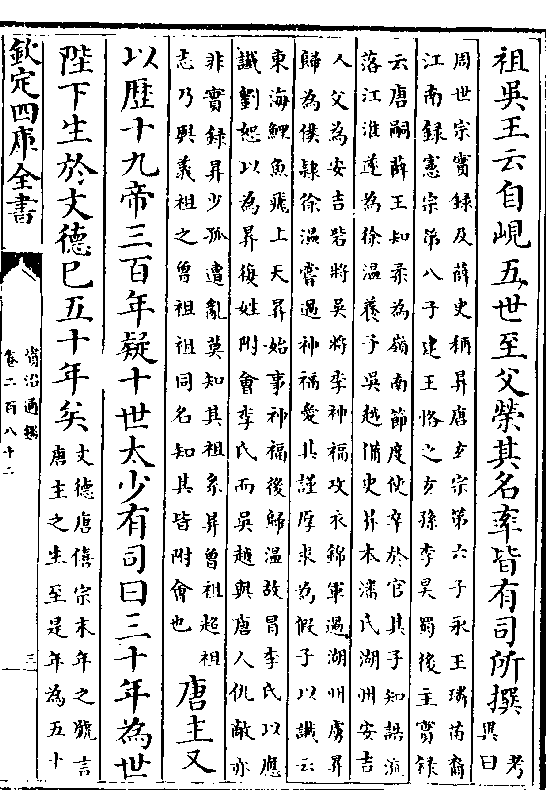 祖吳王云自峴五世至父榮其名率皆有司所撰
考
異曰
周世宗實録及薛史稱昇唐玄宗第六子永王璘苗裔
江南録憲宗第八子建王恪之玄孫李昊蜀後主實録
云唐嗣薛王知柔為嶺南節度使卒於官其子知誥流
落江淮遂為徐温養子吳越備史昇本潘氏湖州安吉
人父為安吉砦將吳將李神福攻衣錦軍過湖州虜昇
歸為僕隷徐温嘗過神福愛其謹厚求為假子以讖云
東海鯉魚飛上天昇始事神福後歸温故冒李氏以應
讖劉恕以為昇復姓附會李氏而吳越與唐人仇敵亦
非實録昇少孤遭亂莫知其祖系昇曾祖超祖
志乃與義祖之曾祖祖同名知其皆附會也
唐主又
以歴十九帝三百年疑十世太少有司曰三十年為世
陛下生於文德已五十年矣
文德唐僖宗末年之號言
唐主之生至是年為五十
欽定四庫全書
資治通鑑
卷二百八十二
三